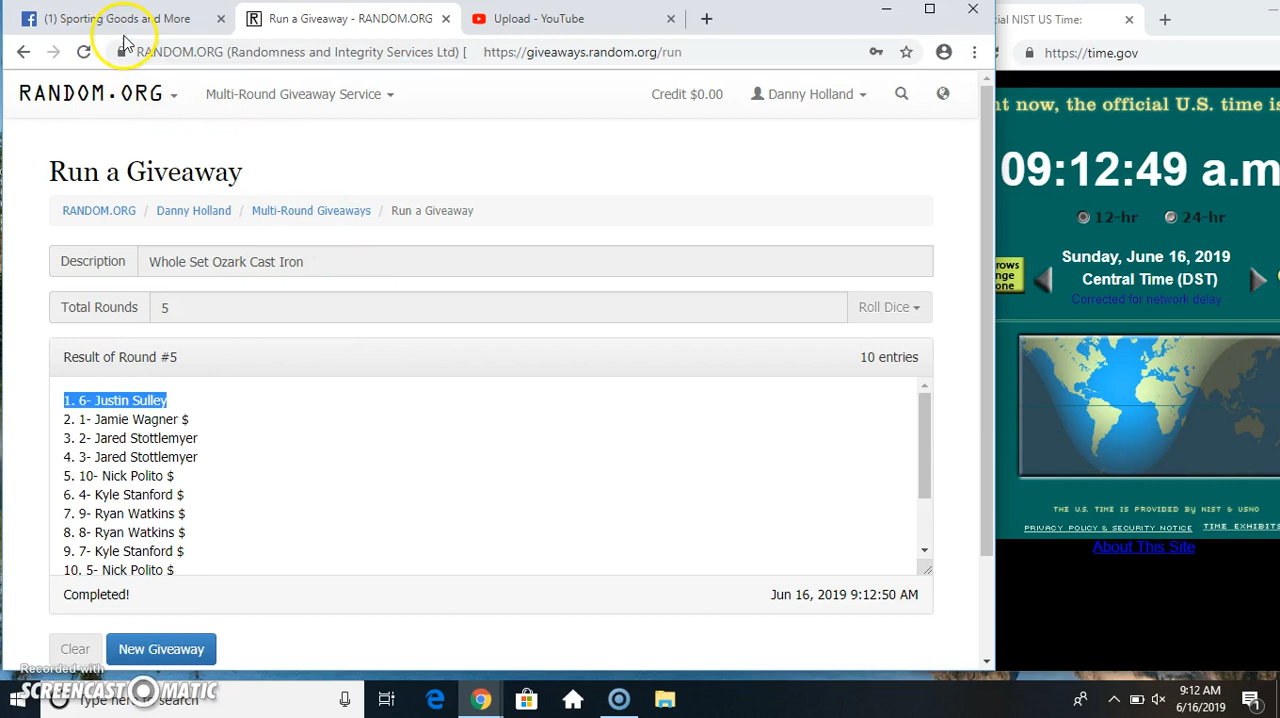 (1) Sporting Goods and More
Run a Giveaway - RANDOM.ORG
Upload - YouTube
cial NIST US Time:
RANDOM.ORG (Randomness and Integrity Services Ltd) [
https://giveaways.random.org/run
https://time.gov
RANDOM.ORG
Multi-Round Giveaway Service
Credit $0.00
Danny Holland
ht now, the official U.S. time is
09:12:49 a.m
12-hr
24-hr
Sunday, June 16, 2019
Central Time (DST)
Corrected for network delay
rows
nge
one
Run a Giveaway
RANDOM.ORG / Danny Holland / Multi-Round Giveaways / Run a Giveaway
Description Whole Set Ozark Cast Iron
Total Rounds 5 Roll Dice
Result of Round #5 10 entries
1. 6- Justin Sulley
2. 1- Jamie Wagner $
3. 2- Jared Stottlemyer
4. 3- Jared Stottlemyer
5. 10- Nick Polito $
6. 4- Kyle Stanford $
7. 9- Ryan Watkins $
8. 8- Ryan Watkins $
9. 7- Kyle Stanford $
10. 5- Nick Polito $
Completed! Jun 16, 2019 9:12:50 AM
Clear
New Giveaway
THE U.S. TIME IS PROVIDED BY NIST & USNO
PRIVACY POLICY & SECURITY NOTICE
TIME EXHIBITS
About This Site
Recorded with
SCREENCAST-O-MATIC
Type here to search
9:12 AM
6/16/2019
1